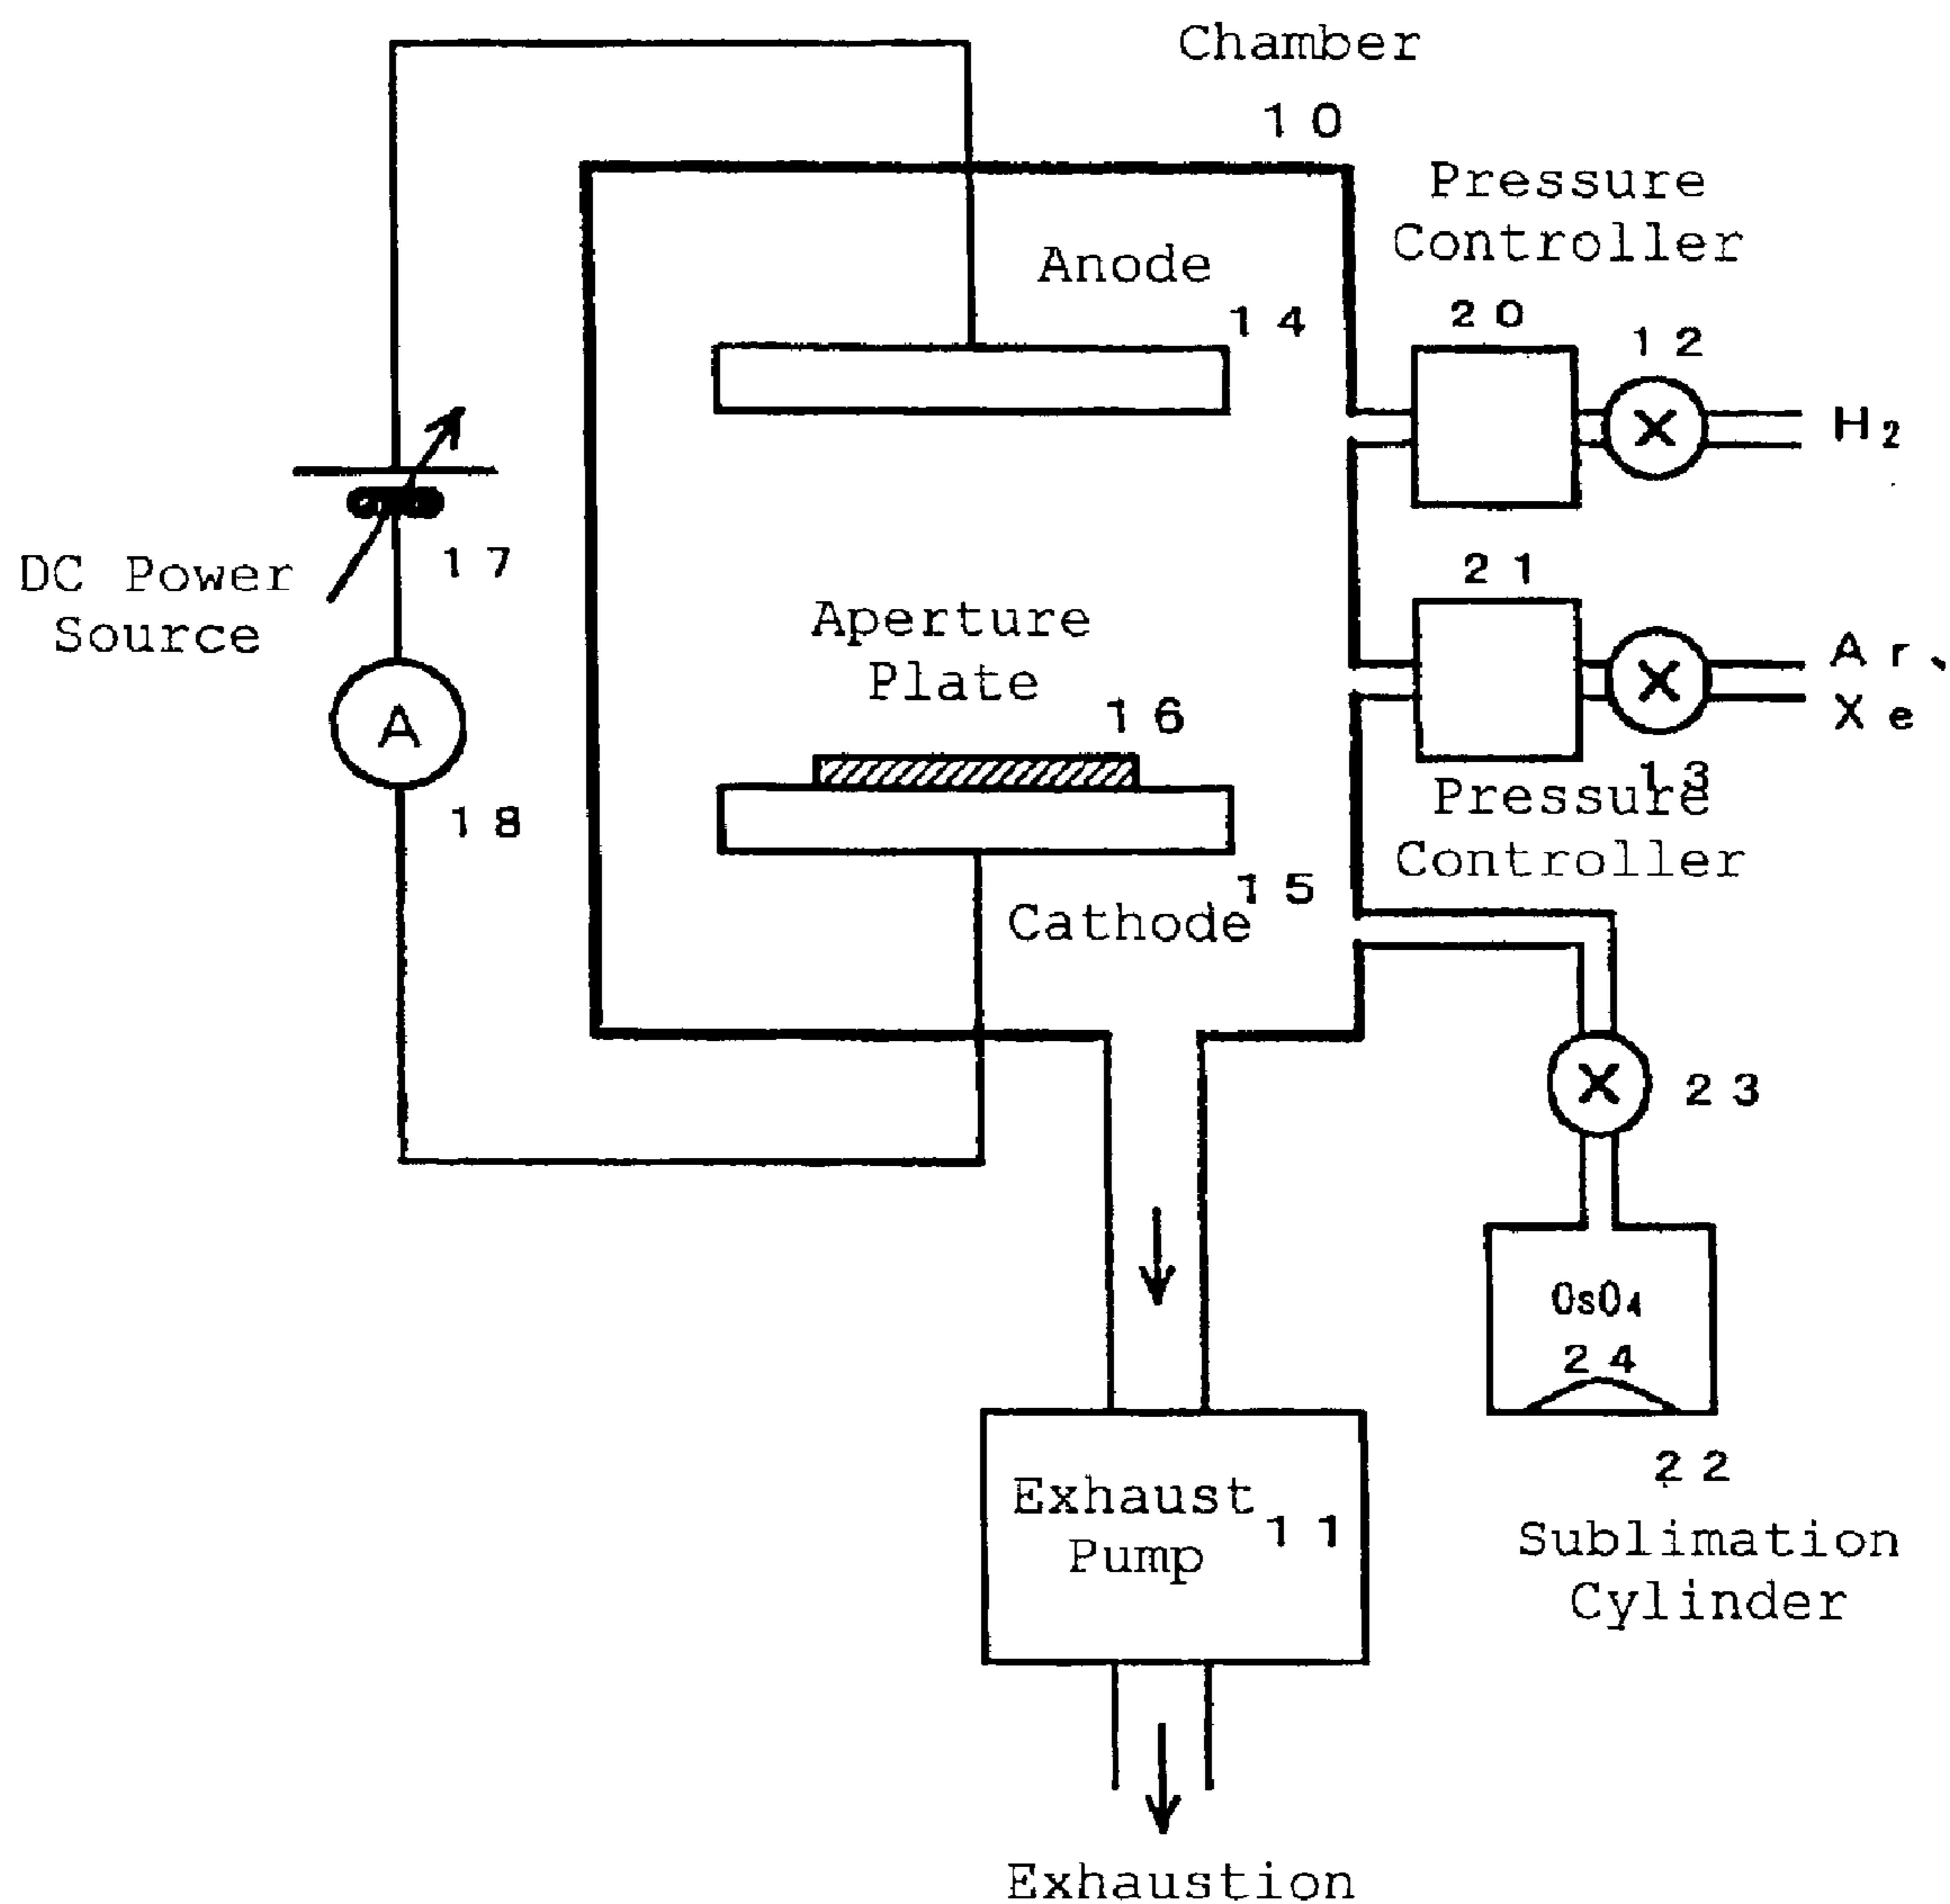 Chamber
10
Pressure
Controller
20
12
H₂
Anode
14
DC Power
Source
17
21
Ar、
Xe
13
Pressure
Controller
Aperture
Plate
16
A
18
15
Cathode
23
OsO₄
24
22
Sublimation
Cylinder
Exhaust
Pump
11
Exhaustion